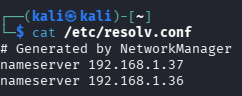 ┌──(kali㉿kali)-[~]
└─$ cat /etc/resolv.conf
# Generated by NetworkManager
nameserver 192.168.1.37
nameserver 192.168.1.36